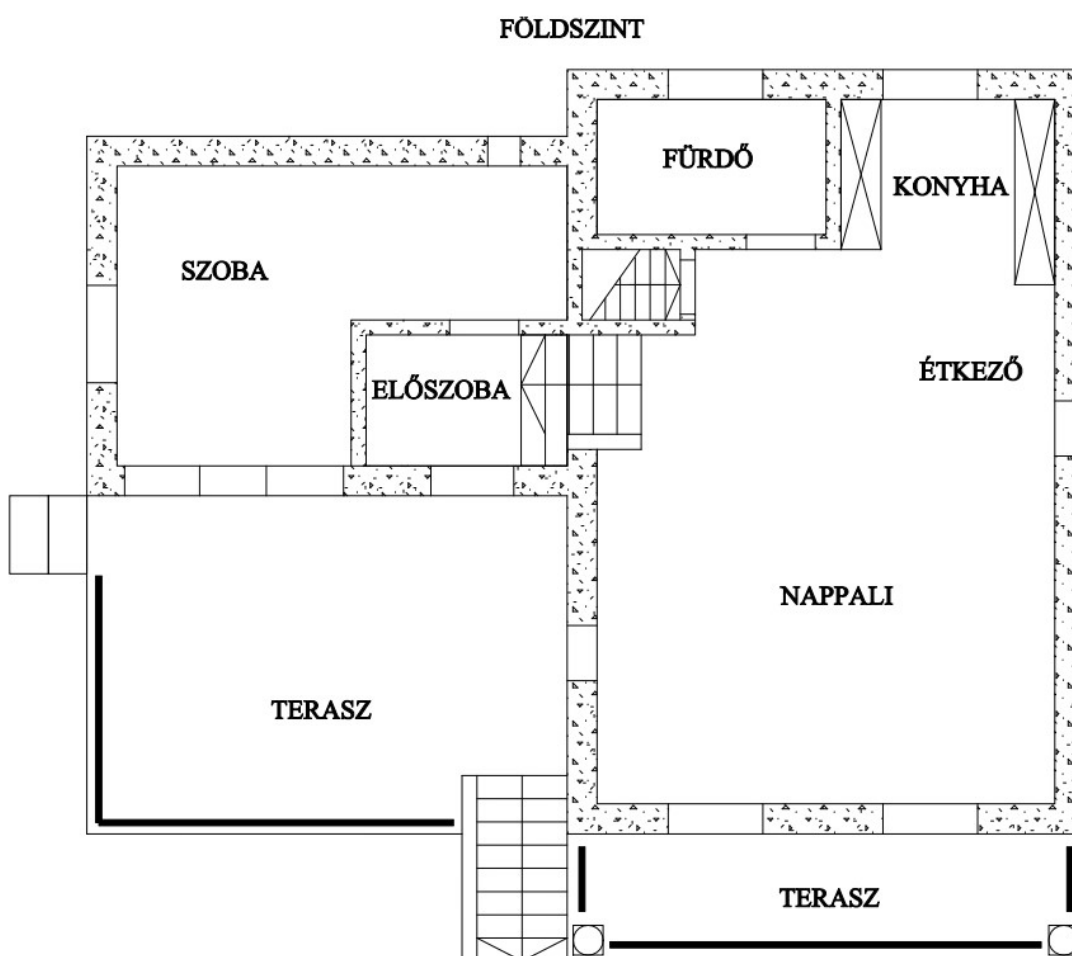 FÖLDSZINT
FÜRDŐ
KONYHA
SZOBA
ÉTKEZŐ
ELŐSZOBA
NAPPALI
TERASZ
TERASZ